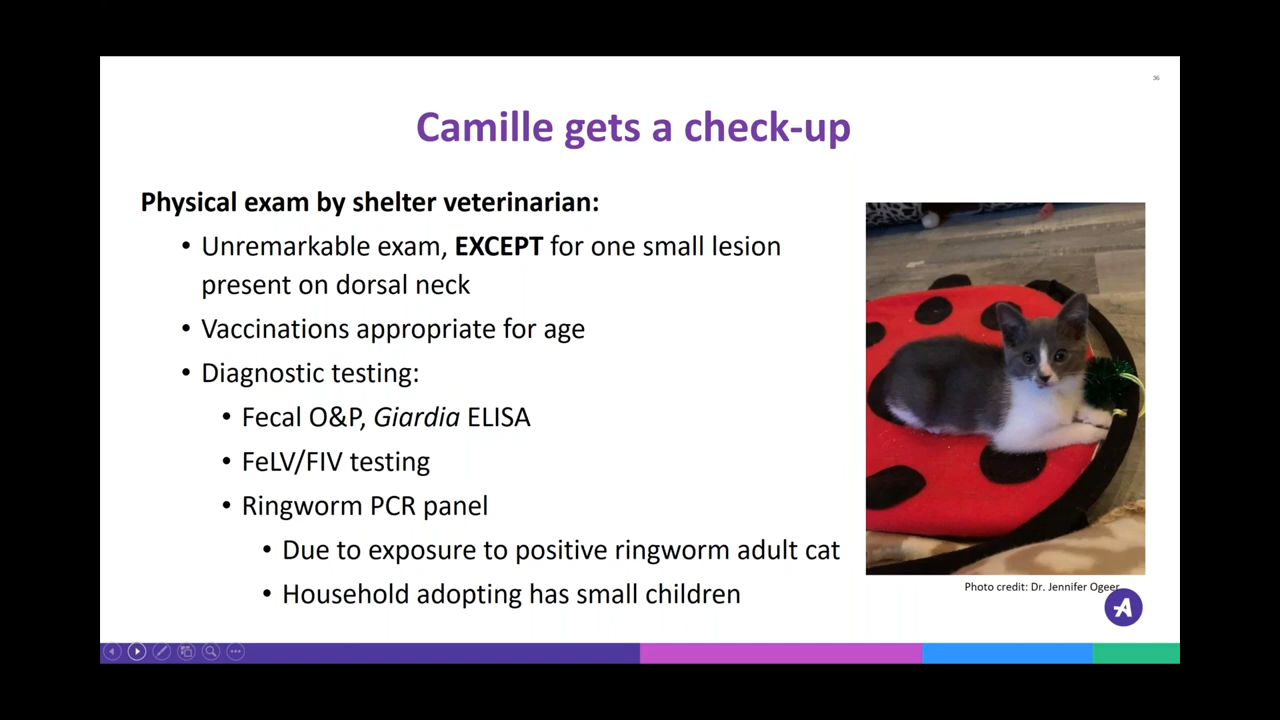 36
Camille gets a check-up
Physical exam by shelter veterinarian:
• Unremarkable exam, EXCEPT for one small lesion
present on dorsal neck
• Vaccinations appropriate for age
• Diagnostic testing:
• Fecal O&P, Giardia ELISA
• FeLV/FIV testing
• Ringworm PCR panel
• Due to exposure to positive ringworm adult cat
• Household adopting has small children
Photo credit: Dr. Jennifer Ogeer
A